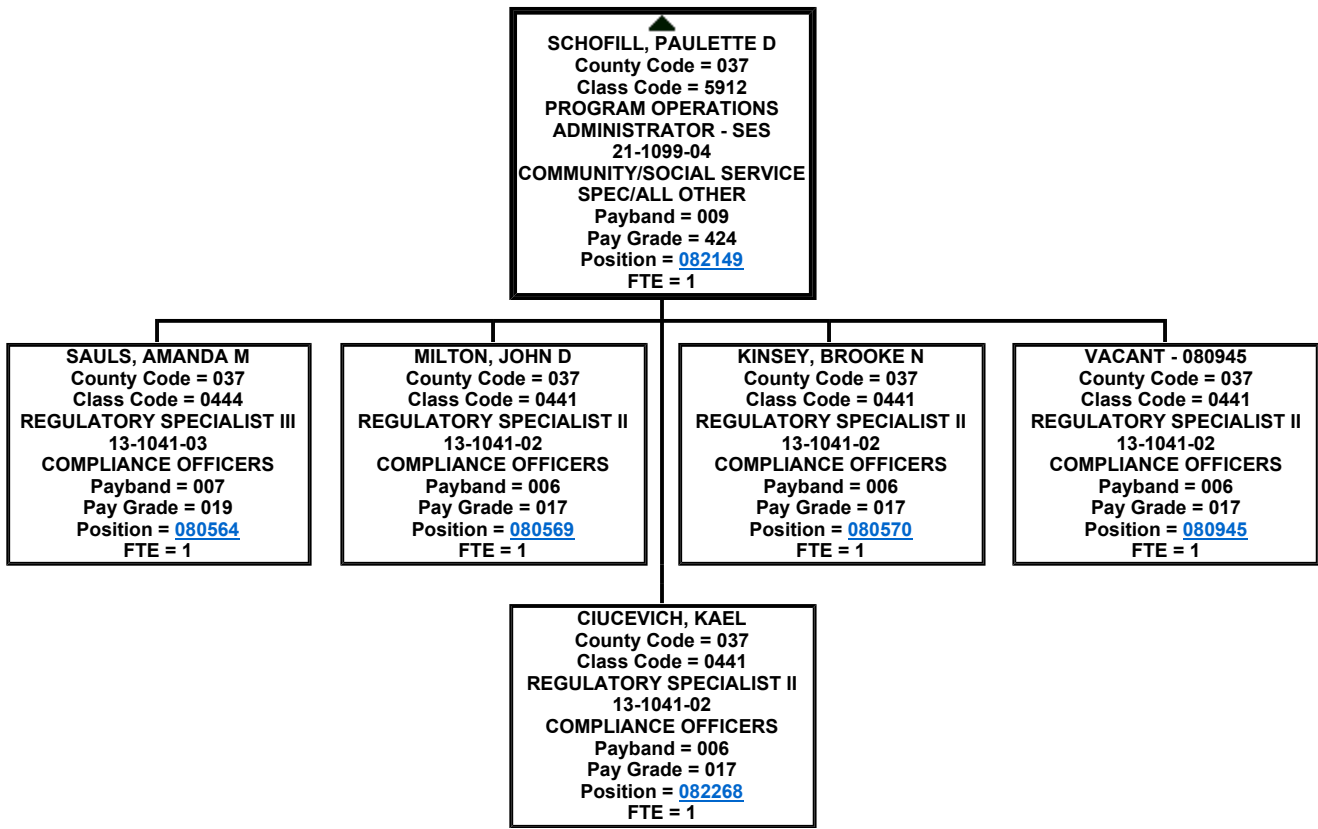 SCHOFILL, PAULETTE D
County Code = 037
Class Code = 5912
PROGRAM OPERATIONS
ADMINISTRATOR - SES
21-1099-04
COMMUNITY/SOCIAL SERVICE
SPEC/ALL OTHER
Payband = 009
Pay Grade = 424
Position = 082149
FTE = 1
SAULS, AMANDA M
County Code = 037
Class Code = 0444
REGULATORY SPECIALIST III
13-1041-03
COMPLIANCE OFFICERS
Payband = 007
Pay Grade = 019
Position = 080564
FTE = 1
MILTON, JOHN D
County Code = 037
Class Code = 0441
REGULATORY SPECIALIST II
13-1041-02
COMPLIANCE OFFICERS
Payband = 006
Pay Grade = 017
Position = 080569
FTE = 1
KINSEY, BROOKE N
County Code = 037
Class Code = 0441
REGULATORY SPECIALIST II
13-1041-02
COMPLIANCE OFFICERS
Payband = 006
Pay Grade = 017
Position = 080570
FTE = 1
VACANT - 080945
County Code = 037
Class Code = 0441
REGULATORY SPECIALIST II
13-1041-02
COMPLIANCE OFFICERS
Payband = 006
Pay Grade = 017
Position = 080945
FTE = 1
CIUCEVICH, KAEL
County Code = 037
Class Code = 0441
REGULATORY SPECIALIST II
13-1041-02
COMPLIANCE OFFICERS
Payband = 006
Pay Grade = 017
Position = 082268
FTE = 1